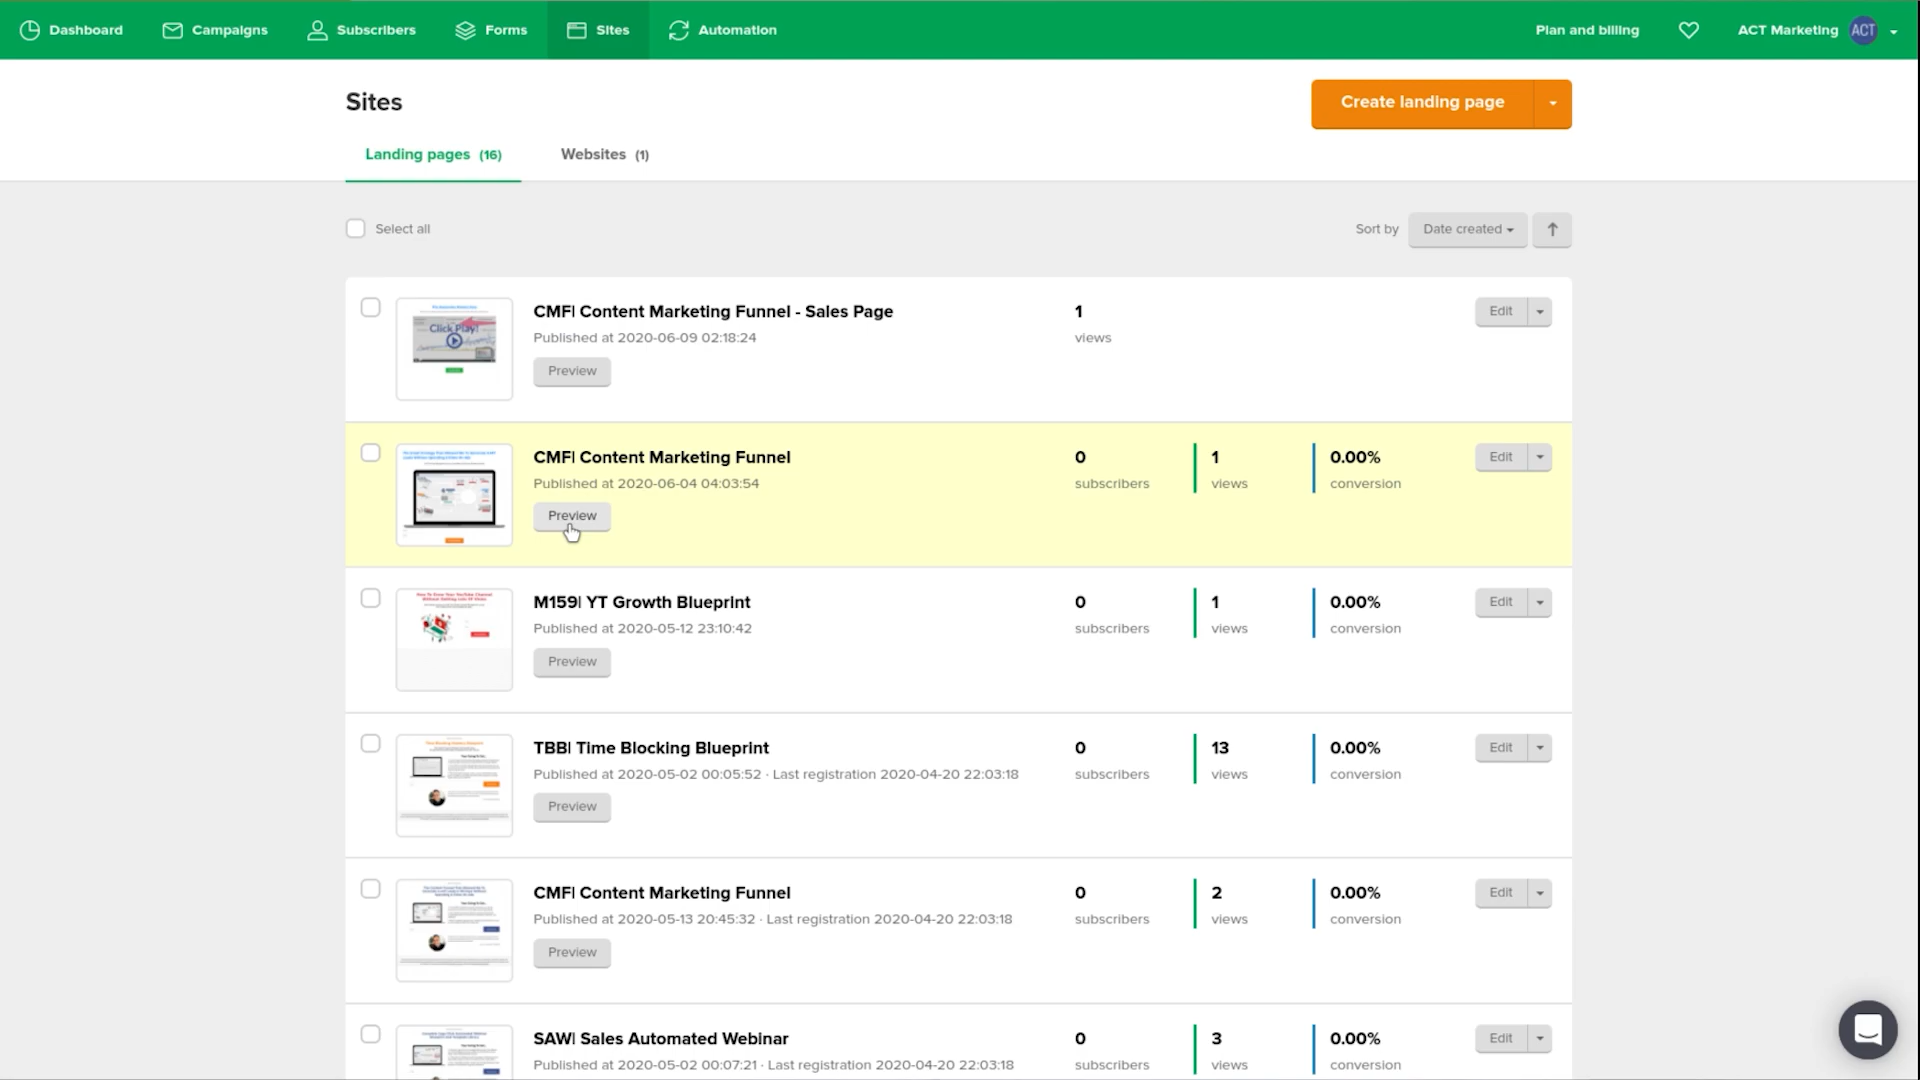 Dashboard
Campaigns
Subscribers
Forms
Sites
Automation
Plan and billing
ACT Marketing
ACT
Sites
Create landing page
Landing pages (16)
Websites (1)
Select all
Sort by
Date created
CMF| Content Marketing Funnel - Sales Page
Published at 2020-06-09 02:18:24
Preview
1
views
Edit
Click Play!
CMF| Content Marketing Funnel
Published at 2020-06-04 04:03:54
Preview
0
subscribers
1
views
0.00%
conversion
Edit
M159| YT Growth Blueprint
Published at 2020-05-12 23:10:42
Preview
0
subscribers
1
views
0.00%
conversion
Edit
TBB| Time Blocking Blueprint
Published at 2020-05-02 00:05:52 · Last registration 2020-04-20 22:03:18
Preview
0
subscribers
13
views
0.00%
conversion
Edit
CMF| Content Marketing Funnel
Published at 2020-05-13 20:45:32 · Last registration 2020-04-20 22:03:18
Preview
0
subscribers
2
views
0.00%
conversion
Edit
SAW| Sales Automated Webinar
Published at 2020-05-02 00:07:21 · Last registration 2020-04-20 22:03:18
0
subscribers
3
views
0.00%
conversion
Edit